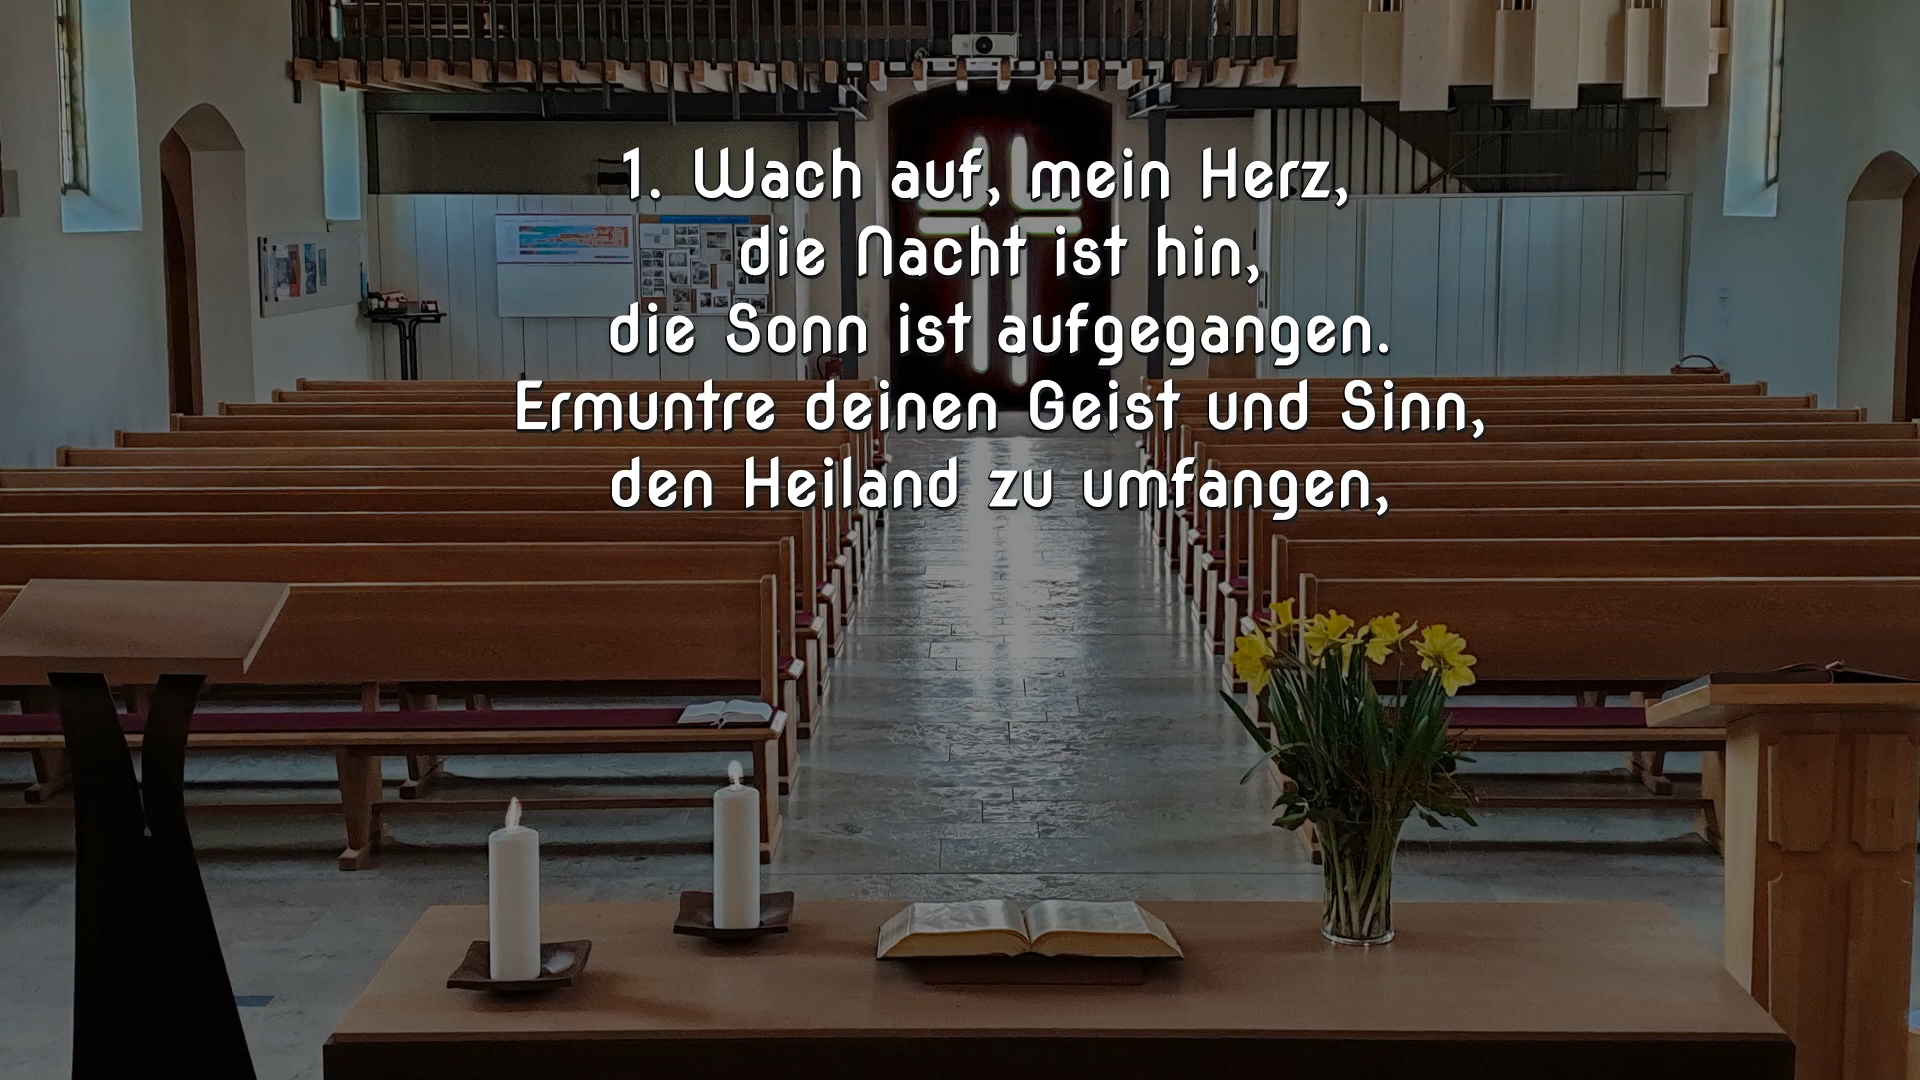 1. Wach auf, mein Herz,
die Nacht ist hin,
die Sonn ist aufgegangen.
Ermuntre deinen Geist und Sinn,
den Heiland zu umfangen,